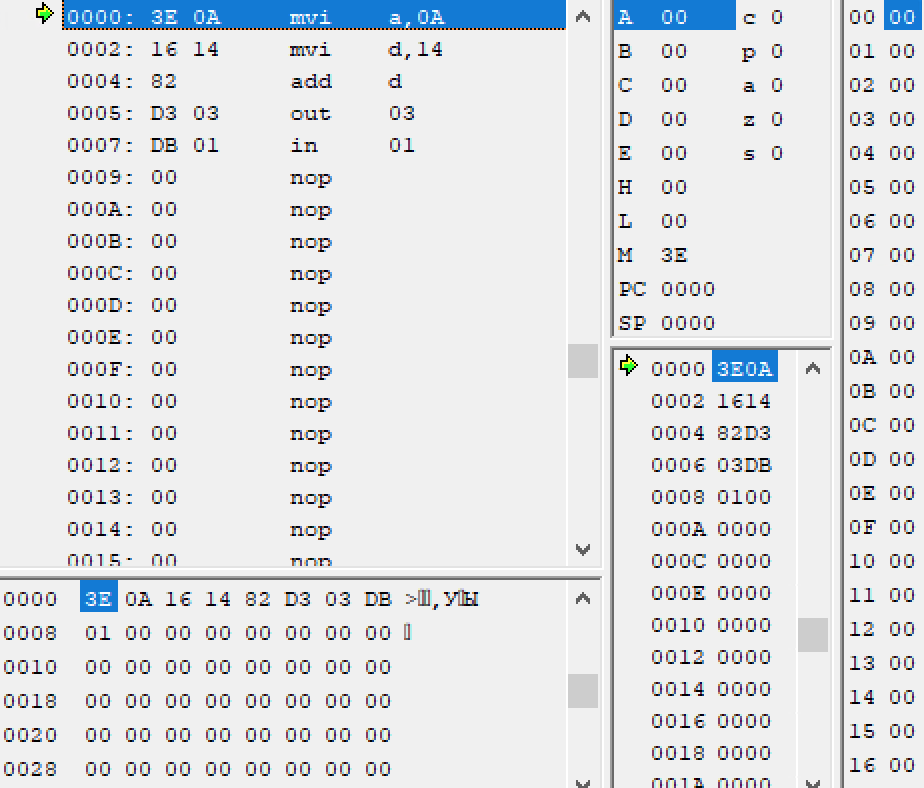 0000: 3E 0A mvi a,0A
0002: 16 14 mvi d,14
0004: 82 add d
0005: D3 03 out 03
0007: DB 01 in 01
0009: 00 nop
000A: 00 nop
000B: 00 nop
000C: 00 nop
000D: 00 nop
000E: 00 nop
000F: 00 nop
0010: 00 nop
0011: 00 nop
0012: 00 nop
0013: 00 nop
0014: 00 nop
0015: 00 nop
0000 3E 0A 16 14 82 D3 03 DB >,УЫ
0008 01 00 00 00 00 00 00 00
0010 00 00 00 00 00 00 00 00
0018 00 00 00 00 00 00 00 00
0020 00 00 00 00 00 00 00 00
0028 00 00 00 00 00 00 00 00
A 00 c 0
B 00 p 0
C 00 a 0
D 00 z 0
E 00 s 0
H 00
L 00
M 3E
PC 0000
SP 0000
0000 3E0A
0002 1614
0004 82D3
0006 03DB
0008 0100
000A 0000
000C 0000
000E 0000
0010 0000
0012 0000
0014 0000
0016 0000
0018 0000
001A 0000
00 00
01 00
02 00
03 00
04 00
05 00
06 00
07 00
08 00
09 00
0A 00
0B 00
0C 00
0D 00
0E 00
0F 00
10 00
11 00
12 00
13 00
14 00
15 00
16 00